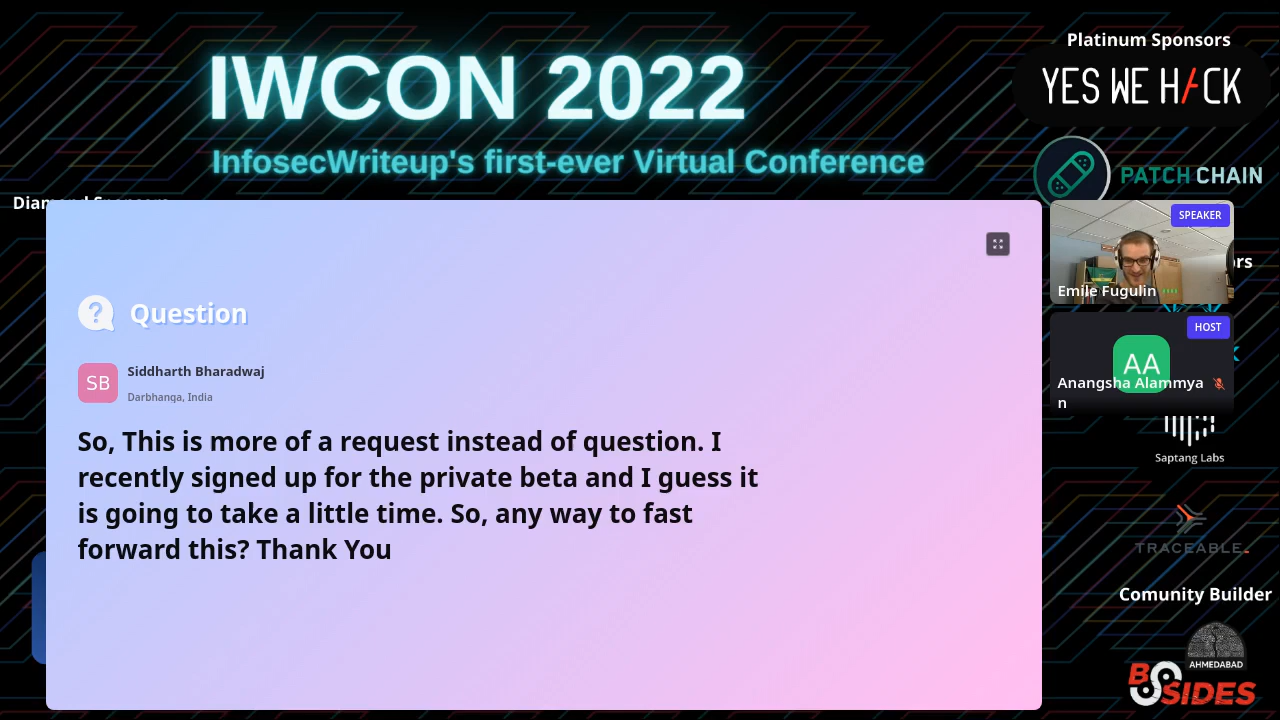 IWCON 2022
InfosecWriteup's first-ever Virtual Conference
Platinum Sponsors
YES WE H/CK
PATCH CHAIN
SPEAKER
Emile Fugulin
HOST
AA
Anangsha Alammya
n
Saptang Labs
TRACEABLE
Comunity Builder
AHMEDABAD
BSIDES
Question
SB
Siddharth Bharadwaj
Darbhanga, India
So, This is more of a request instead of question. I
recently signed up for the private beta and I guess it
is going to take a little time. So, any way to fast
forward this? Thank You